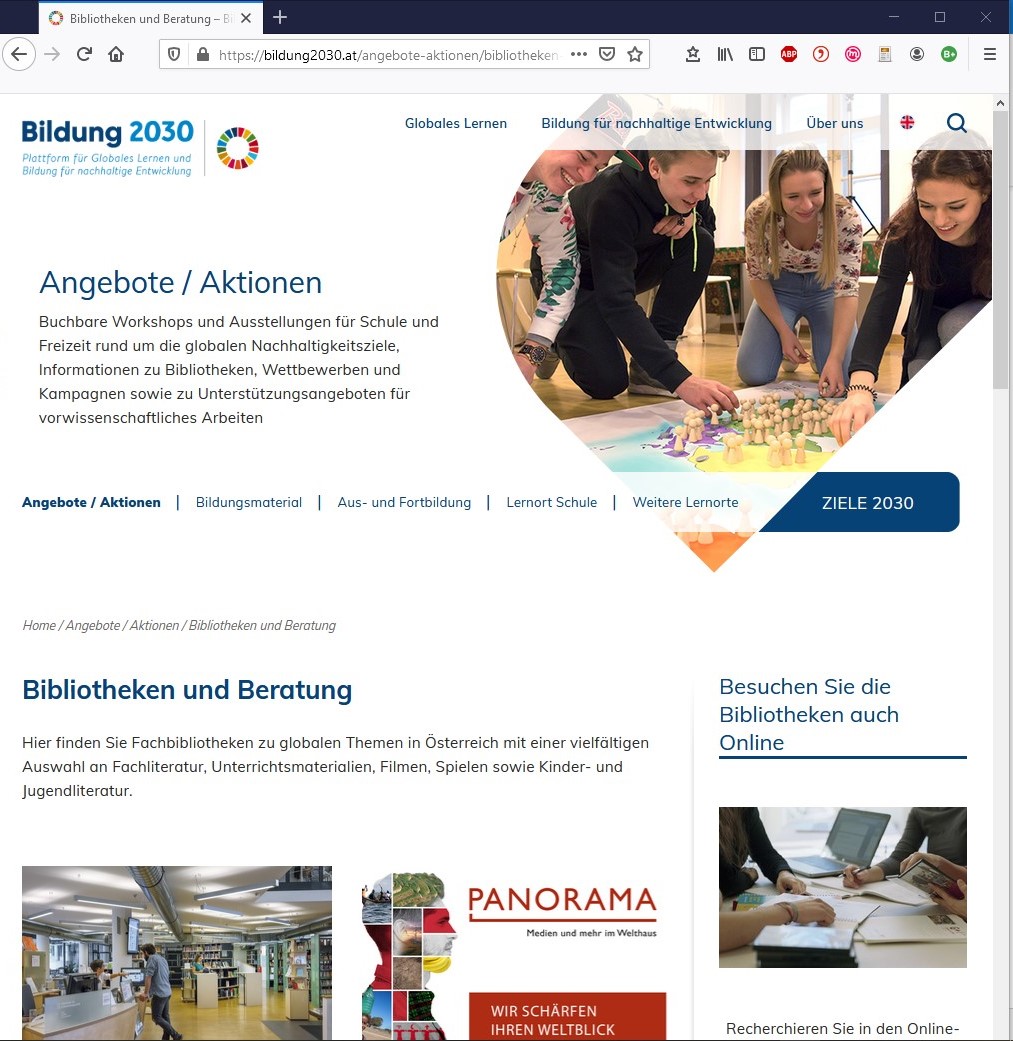 Bibliotheken und Beratung – Bi
https://bildung2030.at/angebote-aktionen/bibliotheken-
ABP
B+
Bildung 2030
Plattform für Globales Lernen und
Bildung für nachhaltige Entwicklung
Globales Lernen
Bildung für nachhaltige Entwicklung
Über uns
Angebote / Aktionen
Buchbare Workshops und Ausstellungen für Schule und
Freizeit rund um die globalen Nachhaltigkeitsziele,
Informationen zu Bibliotheken, Wettbewerben und
Kampagnen sowie zu Unterstützungsangeboten für
vorwissenschaftliches Arbeiten
Angebote / Aktionen | Bildungsmaterial | Aus- und Fortbildung | Lernort Schule | Weitere Lernorte
ZIELE 2030
Home / Angebote / Aktionen / Bibliotheken und Beratung
Bibliotheken und Beratung
Hier finden Sie Fachbibliotheken zu globalen Themen in Österreich mit einer vielfältigen
Auswahl an Fachliteratur, Unterrichtsmaterialien, Filmen, Spielen sowie Kinder- und
Jugendliteratur.
PANORAMA
Medien und mehr im Welthaus
WIR SCHÄRFEN
IHREN WELTBLICK
Besuchen Sie die
Bibliotheken auch
Online
Recherchieren Sie in den Online-